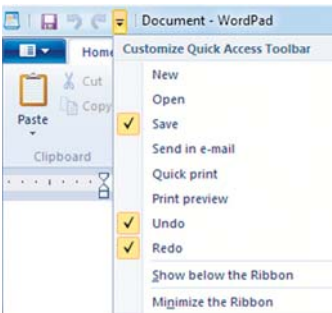 Document - WordPad
Home
Customize Quick Access Toolbar
Cut
Copy
Paste
Clipboard
New
Open
Save
Send in e-mail
Quick print
Print preview
Undo
Redo
Show below the Ribbon
Minimize the Ribbon